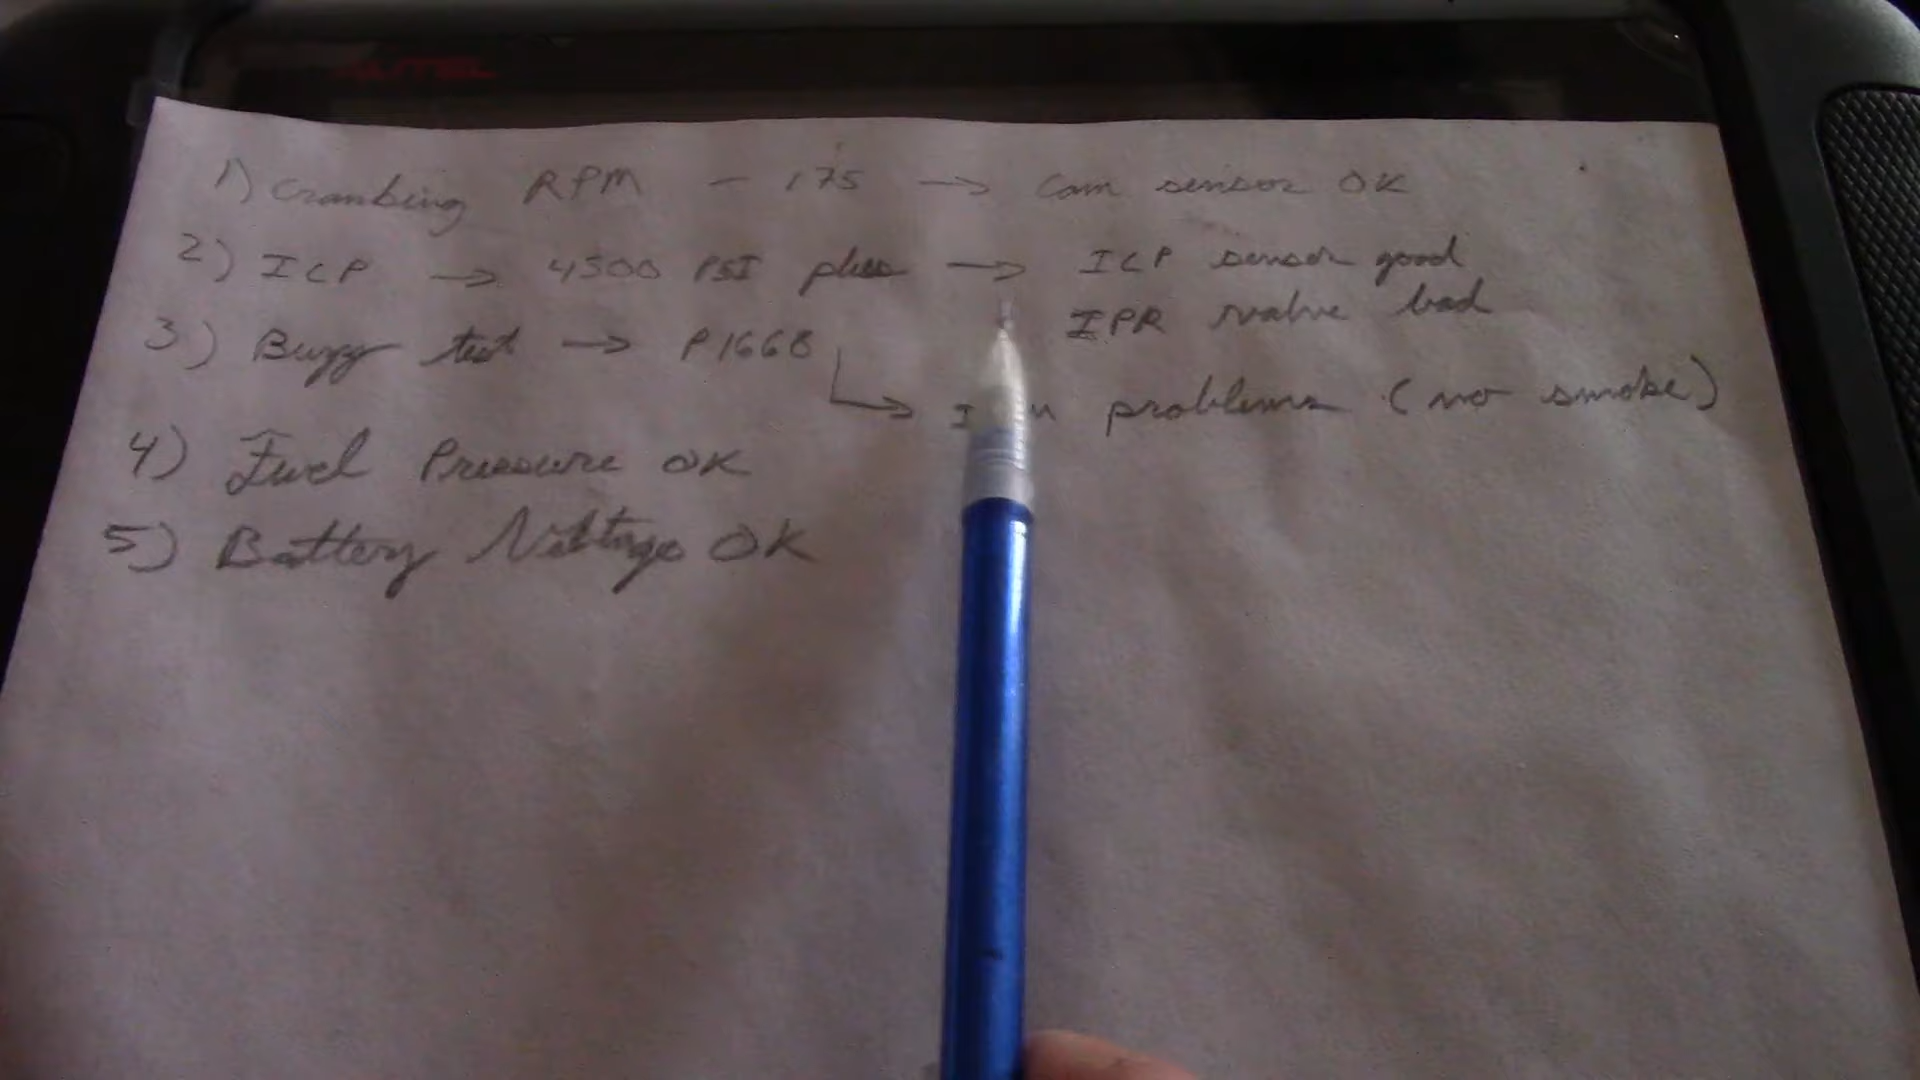 AUTEL
1) Cranking RPM - 175 → Cam sensor OK
2) ICP → 4500 PSI plus → ICP sensor good
IPR valve bad
3) Buzz test → P1668
↳ problems (no smoke)
4) Fuel Pressure OK
5) Battery Voltage OK